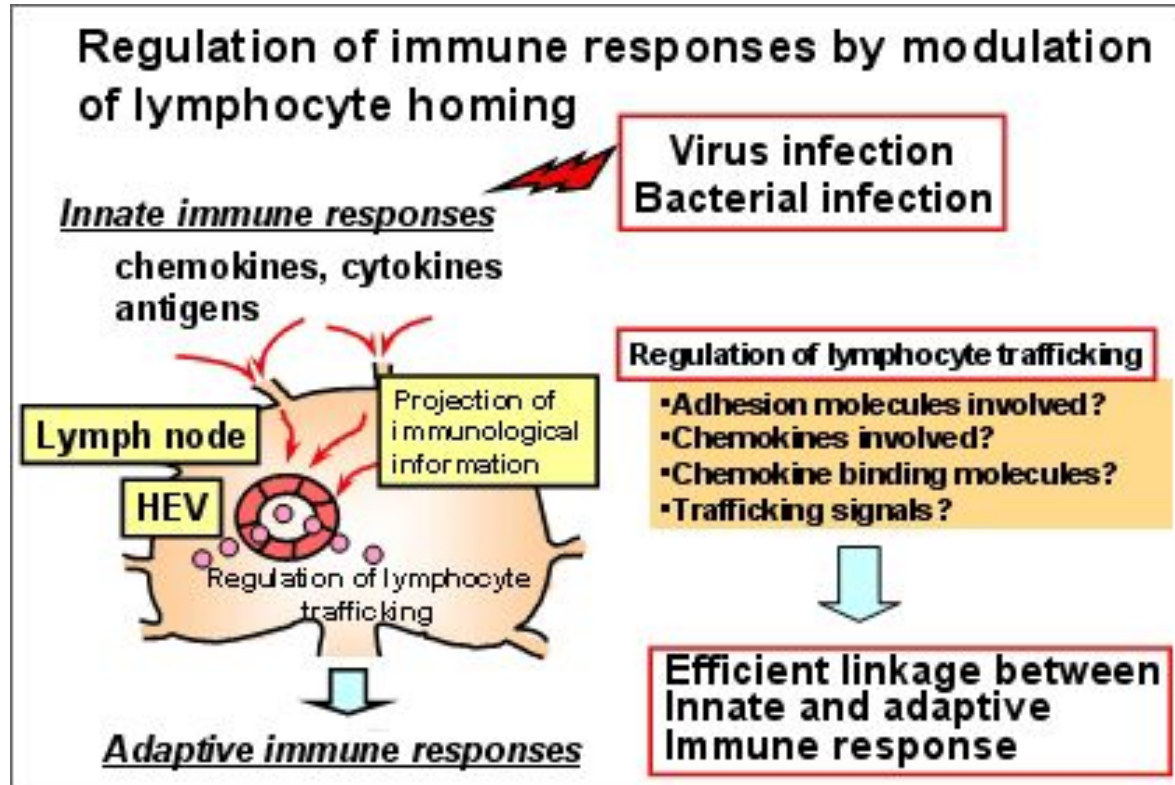 Regulation of immune responses by modulation
of lymphocyte homing
Virus infection
Bacterial infection
Innate immune responses
chemokines, cytokines
antigens
Lymph node
HEV
Projection of
immunological
information
Regulation of lymphocyte
trafficking
Adaptive immune responses
Regulation of lymphocyte trafficking
▪Adhesion molecules involved?
▪Chemokines involved?
▪Chemokine binding molecules?
▪Trafficking signals?
Efficient linkage between
Innate and adaptive
Immune response